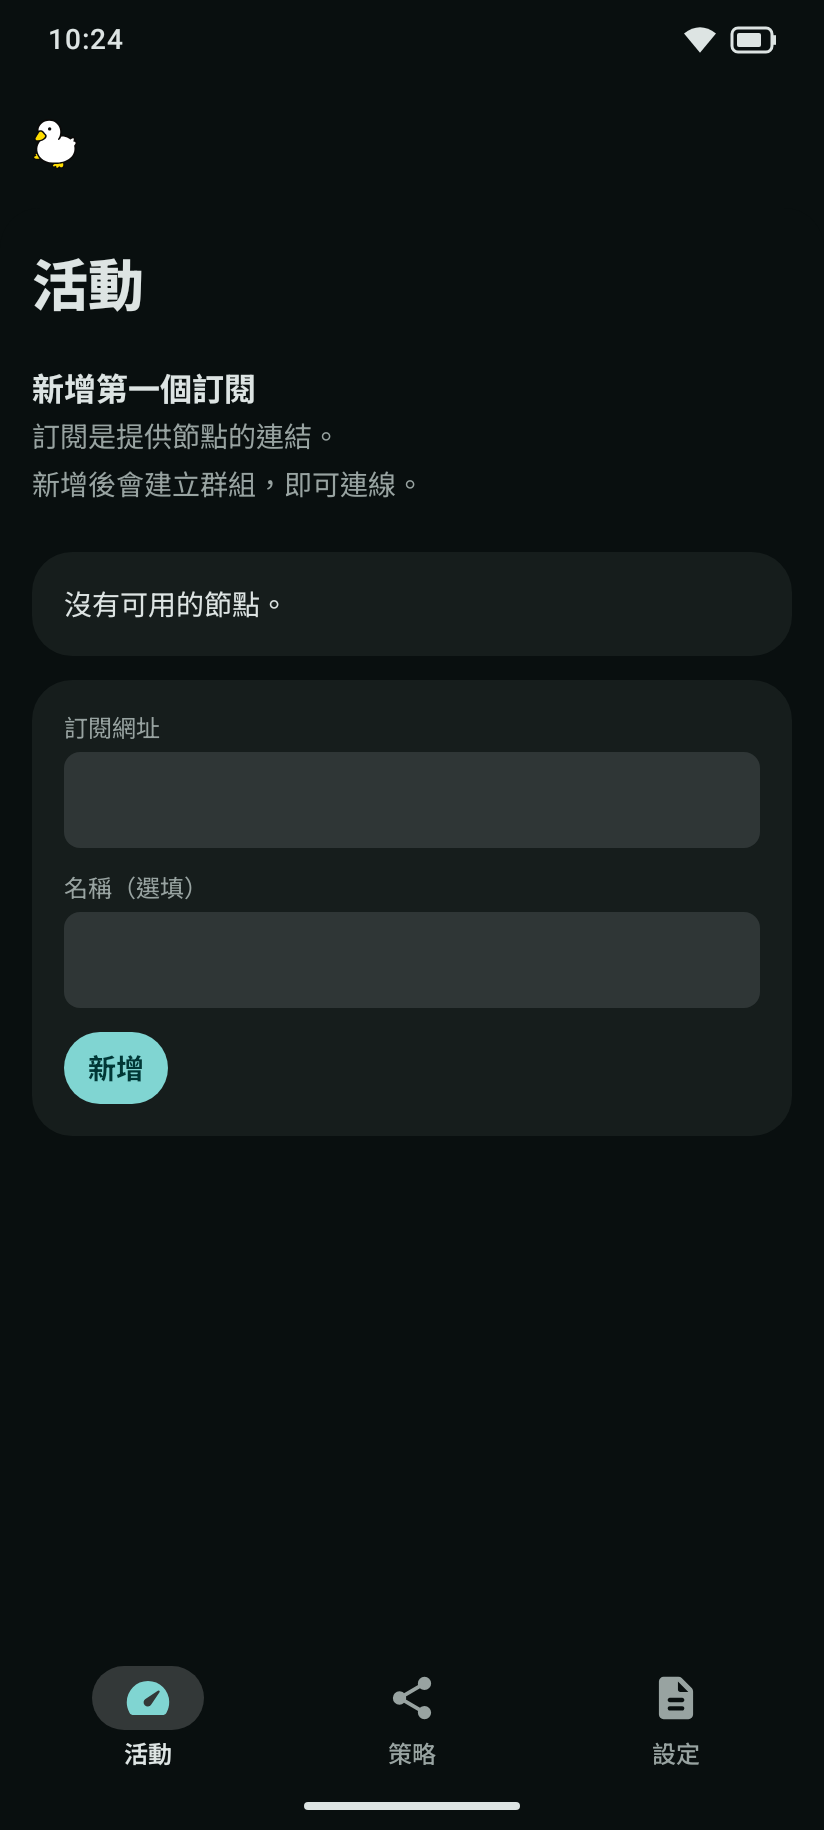 10:24
活動
新增第一個訂閱
訂閱是提供節點的連結。
新增後會建立群組，即可連線。
沒有可用的節點。
訂閱網址
名稱（選填）
新增
活動
策略
設定